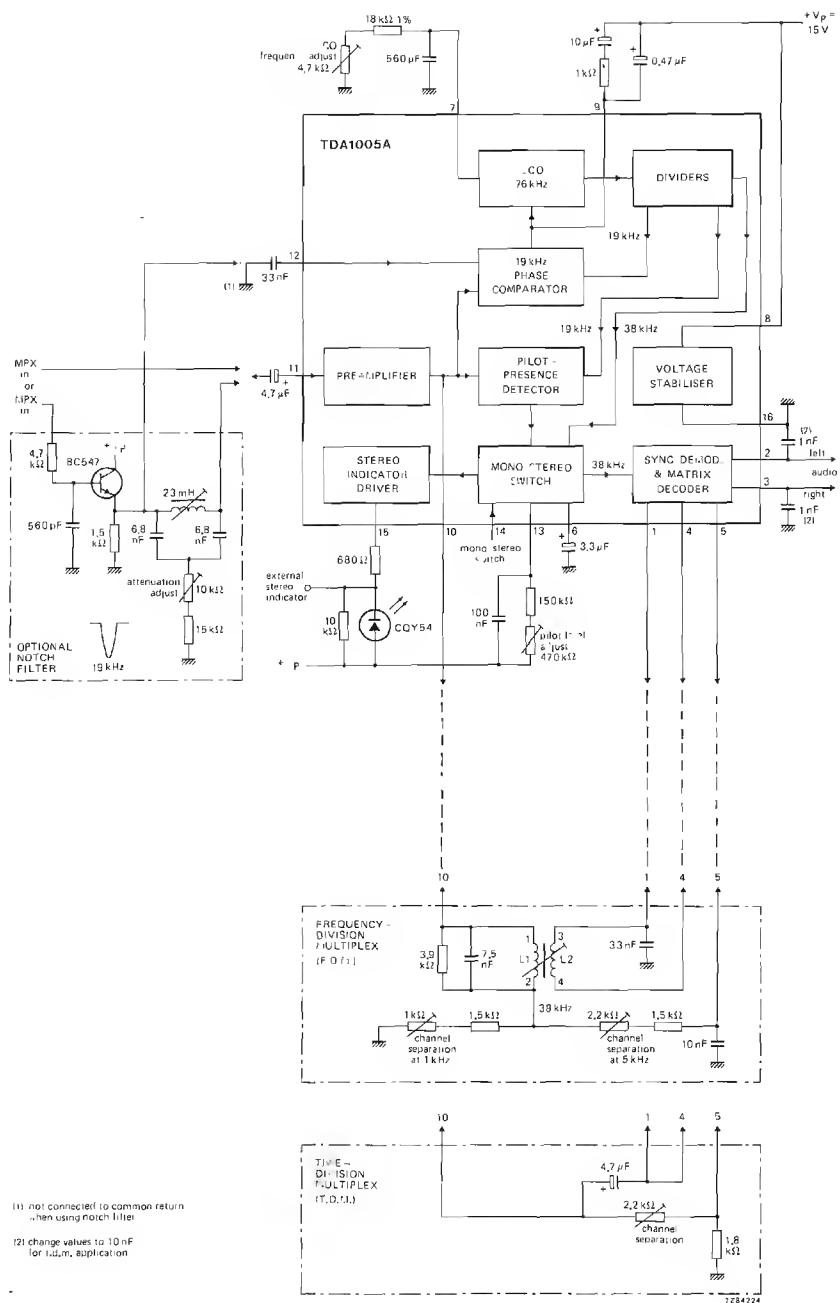 18 kΩ 1%
frequen adjust
4,7 kΩ
560 µF
10 µF
1 kΩ
0,47 µF
+ Vp =
15 V
7
9
TDA1005A
76 kHz
DIVIDERS
19 kHz
12
33 nF
(1)
19 kHz
PHASE
COMPARATOR
19 kHz
38 kHz
8
MPX
in
or
MPX
in
11
4,7 µF
PREAMPLIFIER
PILOT -
PRESENCE
DETECTOR
VOLTAGE
STABILISER
16
(2)
1 nF
4,7
kΩ
BC547
23 mH
STEREO
INDICATOR
DRIVER
MONO STEREO
SWITCH
38 kHz
SYNC DEMOD.
& MATRIX
DECODER
2
left
audio
3
right
1 nF
(2)
560 pF
1,5
kΩ
6,8
nF
6,8
nF
15
10
14
13
6
1
4
5
mono stereo
3,3 µF
680 Ω
attenuation
adjust
10 kΩ
external
stereo
indicator
10
kΩ
CQY54
100
nF
150 kΩ
470 kΩ
15 kΩ
OPTIONAL
NOTCH
FILTER
19 kHz
+
P
10
1
4
5
FREQUENCY -
DIVISION
MULTIPLEX
3,9
kΩ
7,5
nF
1
L1
2
3
L2
4
33 nF
38 kHz
1 kΩ
1,5 kΩ
2,2 kΩ
1,5 kΩ
channel
separation
at 1 kHz
channel
separation
at 5 kHz
10 nF
10
1
4
5
DIVISION
MULTIPLEX
(T.D.M.)
4,7 µF
+
2,2 kΩ
channel
separation
1,8
kΩ
(1) not connected to common return
when using notch filter
(2) change values to 10 nF
for t.d.m. application
7Z84224